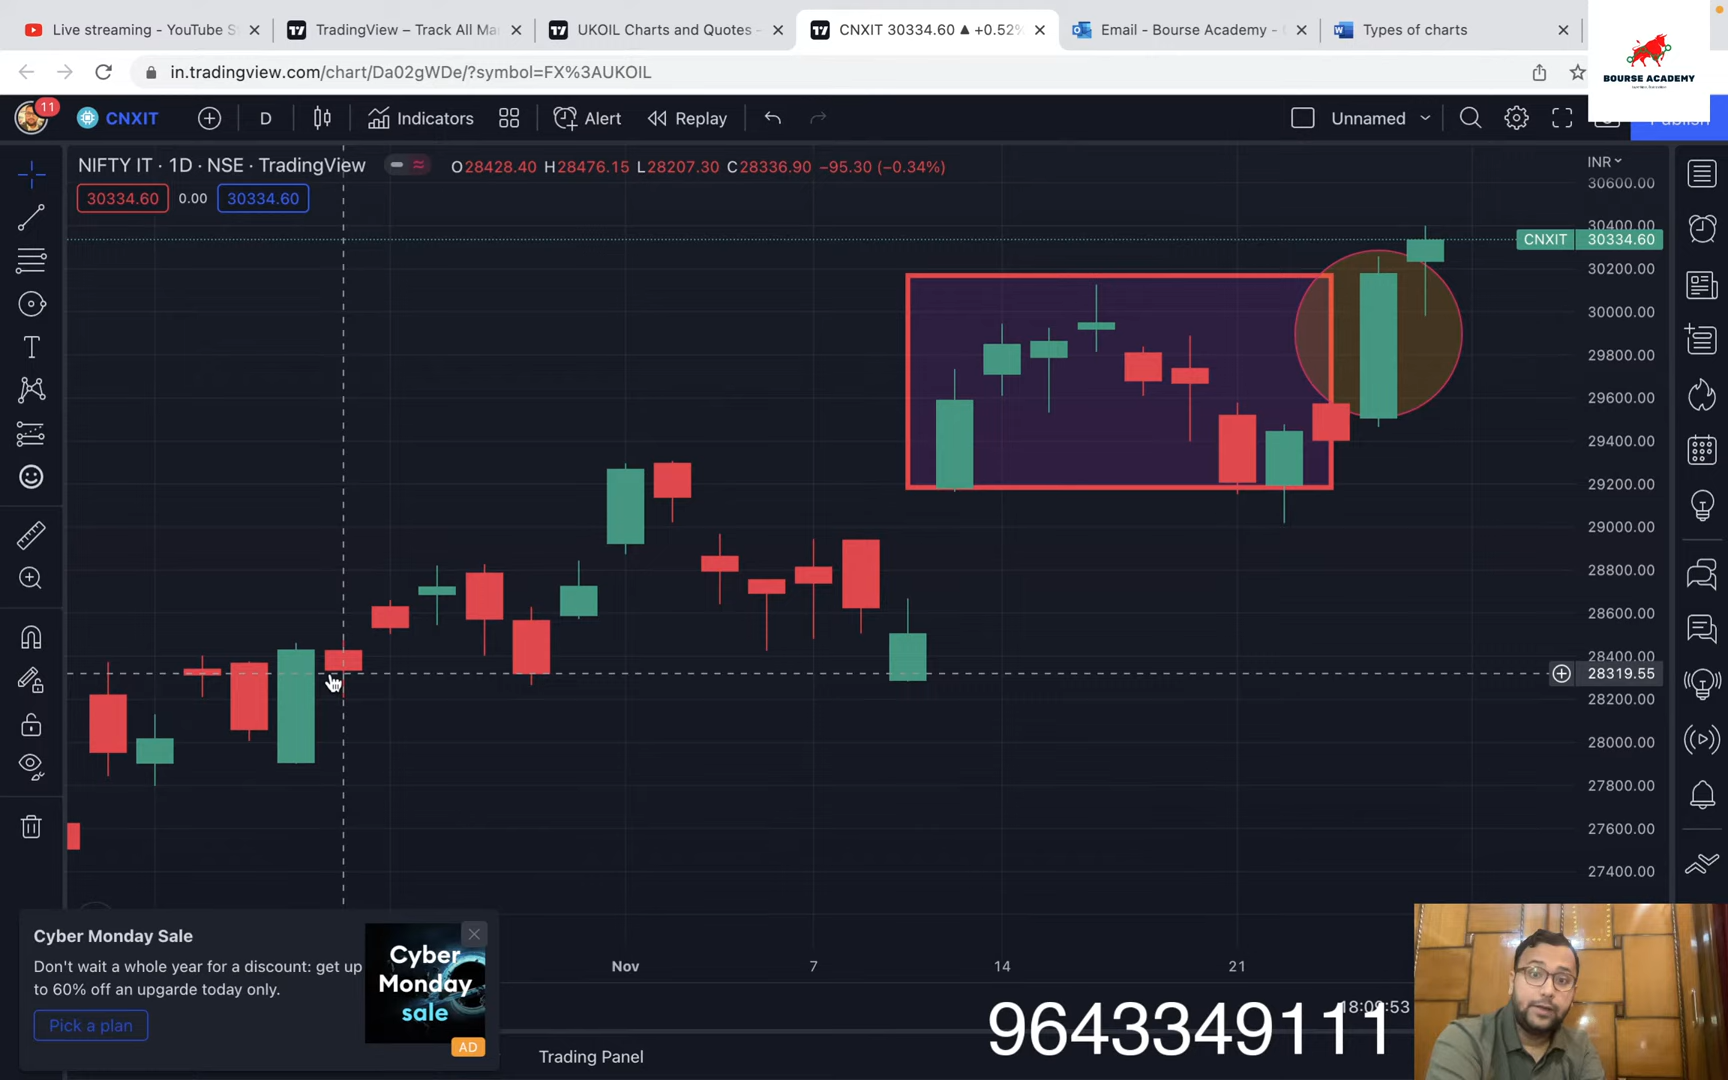 Live streaming - YouTube S
TradingView – Track All Ma
UKOIL Charts and Quotes -
CNXIT 30334.60 ▲ +0.52%
Email - Bourse Academy -
Types of charts
in.tradingview.com/chart/Da02gWDe/?symbol=FX%3AUKOIL
BOURSE ACADEMY
11
CNXIT
D
Indicators
Alert
Replay
Unnamed
NIFTY IT · 1D · NSE · TradingView
O28428.40 H28476.15 L28207.30 C28336.90 −95.30 (−0.34%)
30334.60 0.00 30334.60
INR
30600.00
30400.00
CNXIT 30334.60
30200.00
30000.00
29800.00
29600.00
29400.00
29200.00
29000.00
28800.00
28600.00
28400.00
28319.55
28200.00
28000.00
27800.00
27600.00
27400.00
Cyber Monday Sale
Don't wait a whole year for a discount: get up
to 60% off an upgarde today only.
Pick a plan
Cyber
Monday
sale
AD
Nov 7 14 21
18:09:53
9643349111
Trading Panel